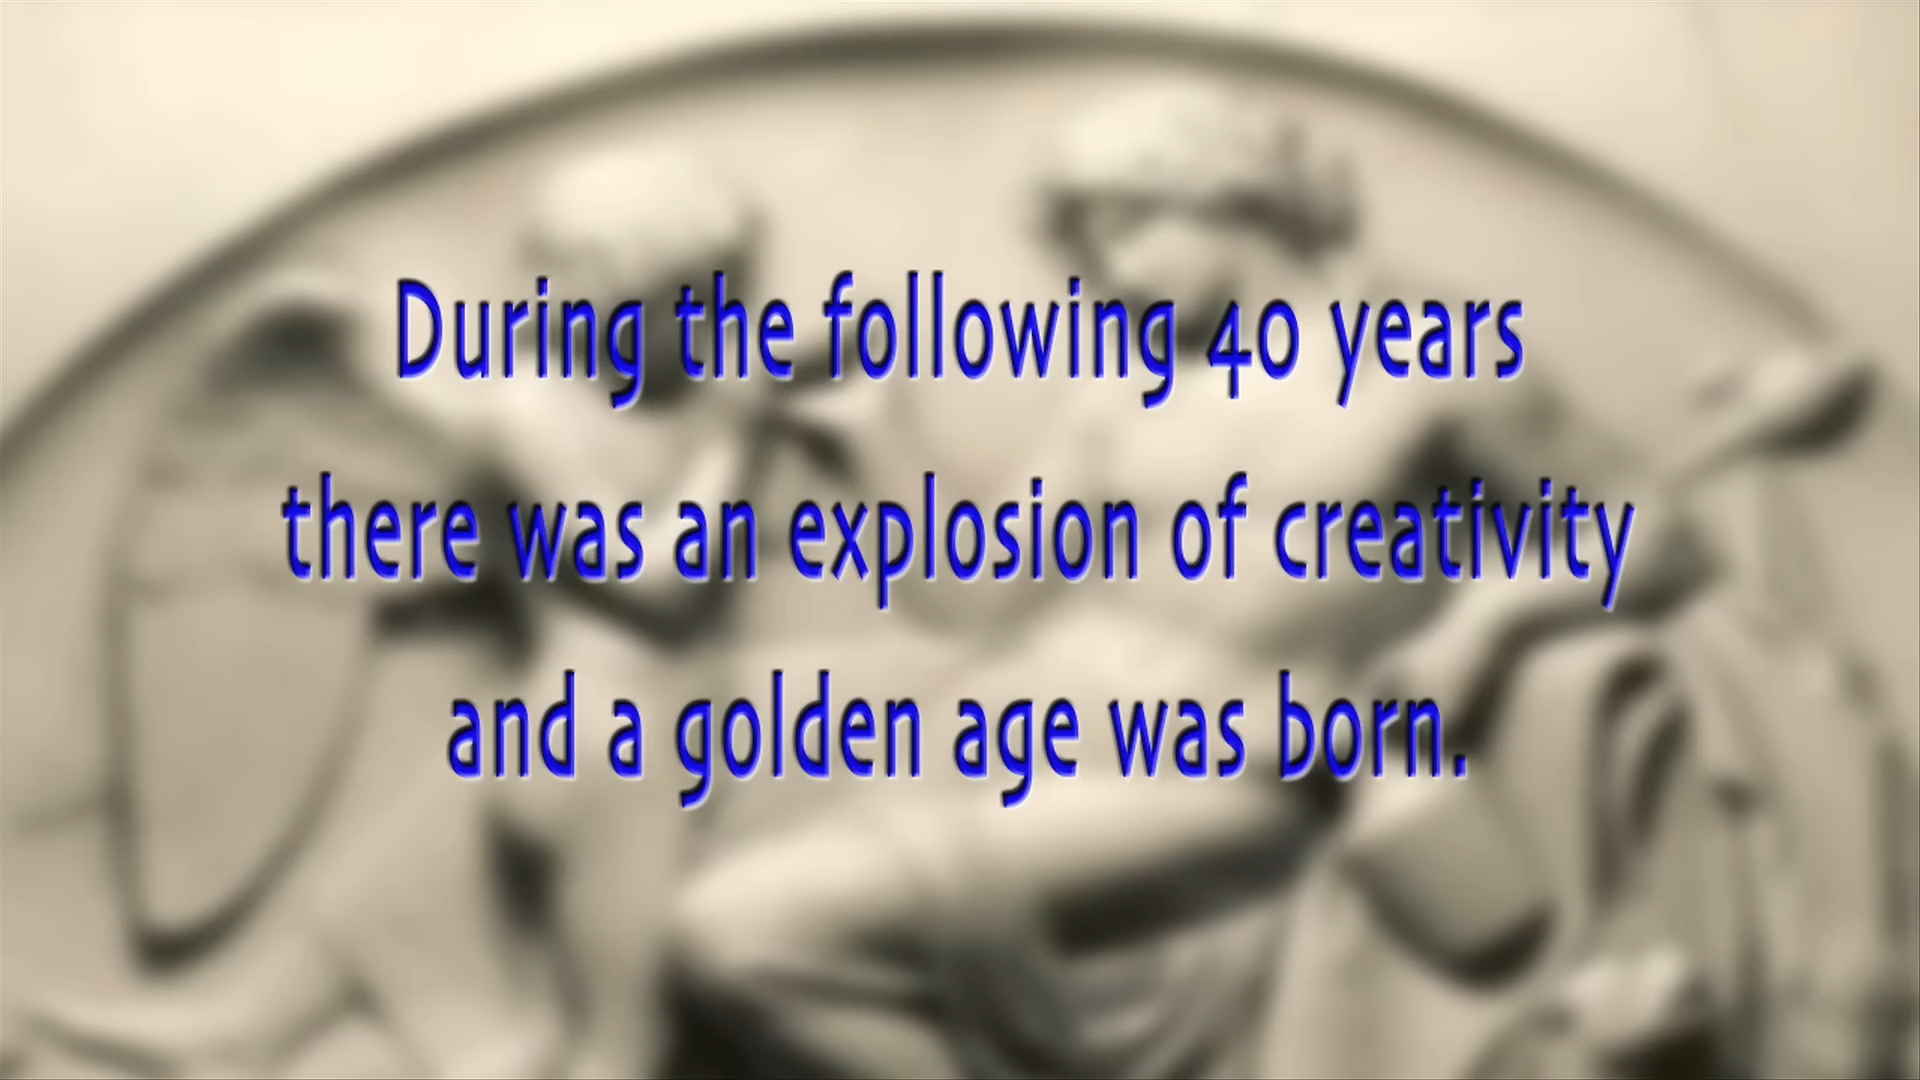 During the following 40 years
there was an explosion of creativity
and a golden age was born.